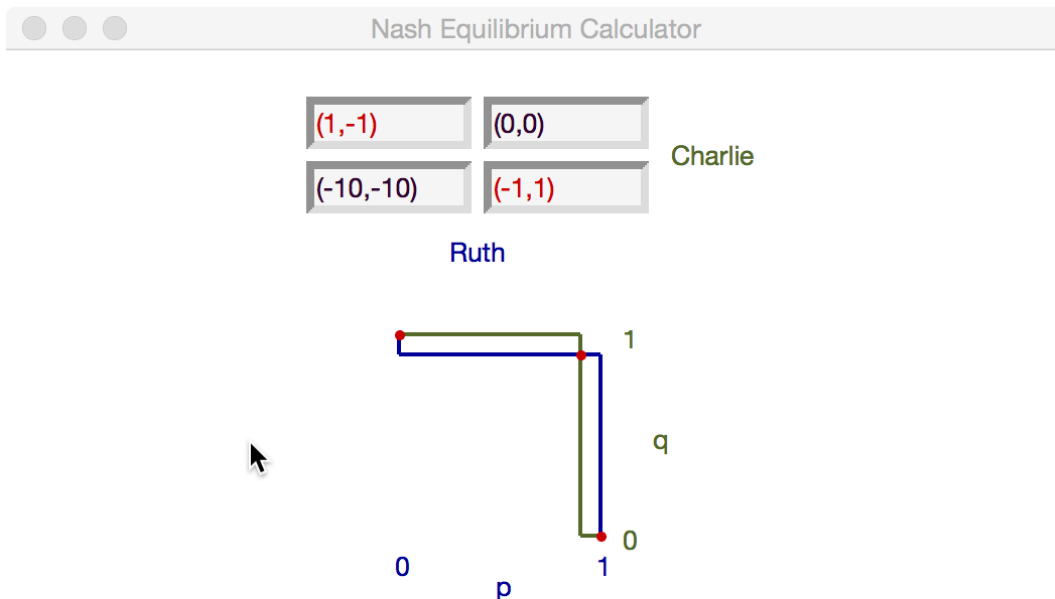 Nash Equilibrium Calculator
(1,-1) (0,0)
Charlie
(-10,-10) (-1,1)
Ruth
1
q
0
0 1
p